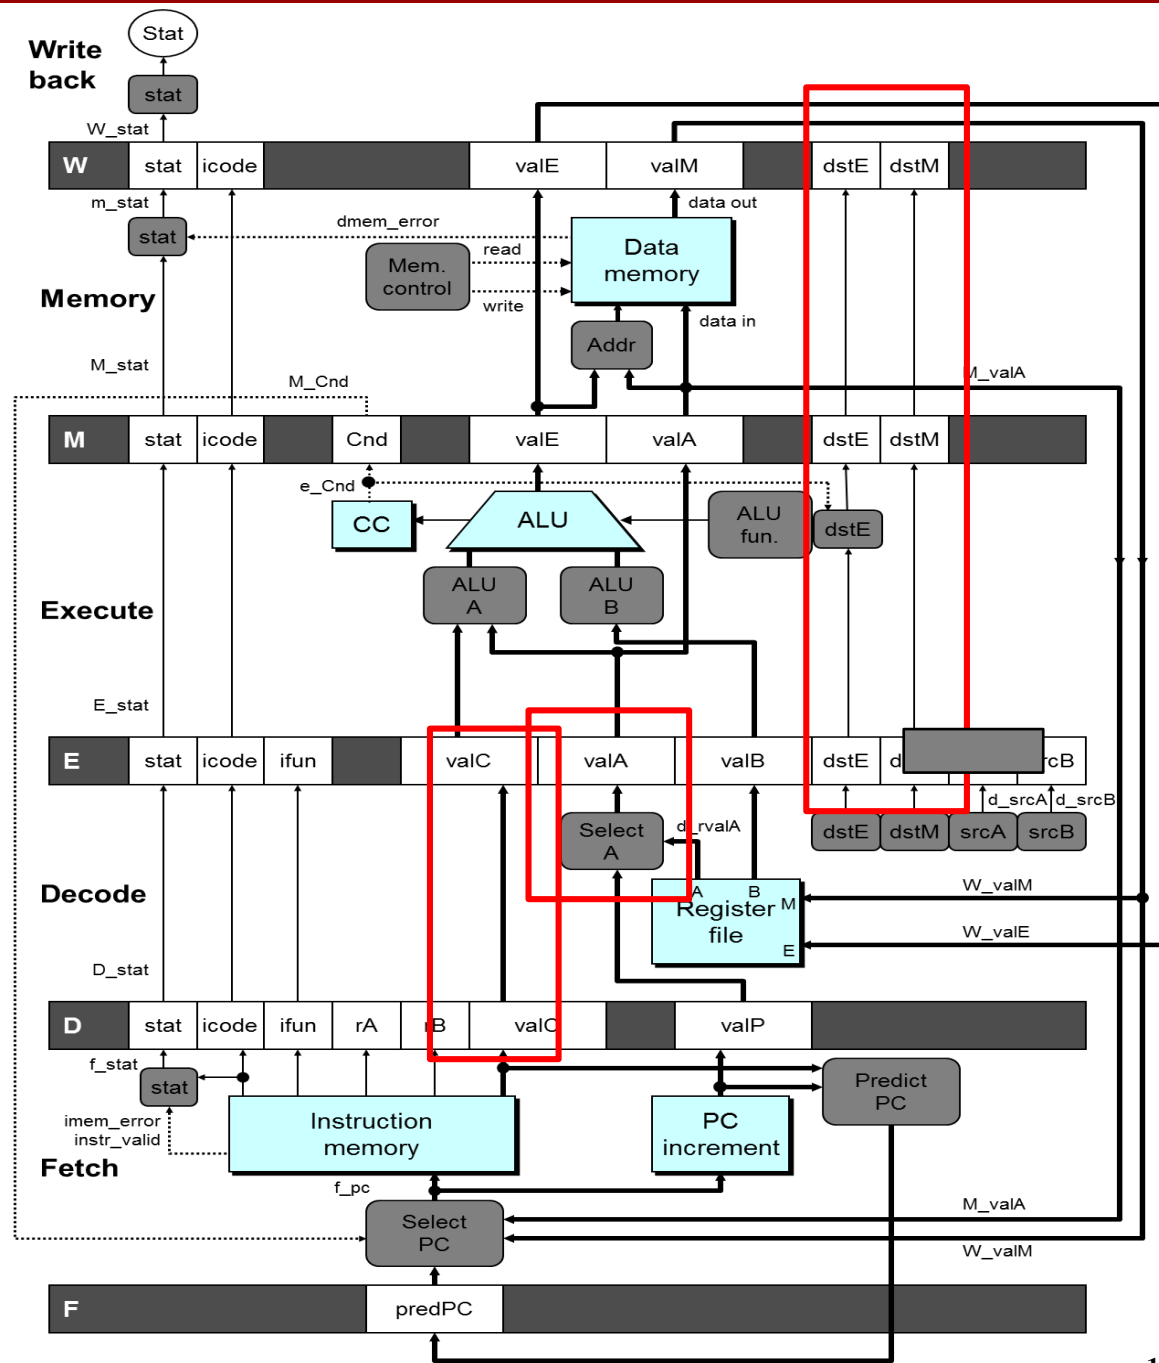 Stat
Write
back
stat
W_stat
W stat icode valE valM dstE dstM
m_stat
data out
stat
dmem_error
read
Mem.
control
Data
memory
write
Memory
data in
Addr
M_stat
M_Cnd
M_valA
M stat icode Cnd valE valA dstE dstM
e_Cnd
CC
ALU
ALU
fun.
dstE
ALU
A
ALU
B
Execute
E_stat
E stat icode ifun valC valA valB dstE
d_srcA d_srcB
Select
A
d_rvalA
dstE dstM srcA srcB
Decode
A B
M
Register
file
E
W_valM
W_valE
D_stat
D stat icode ifun rA rB valC valP
f_stat
stat
Predict
PC
imem_error
instr_valid
Instruction
memory
PC
increment
Fetch
f_pc
M_valA
Select
PC
W_valM
F predPC